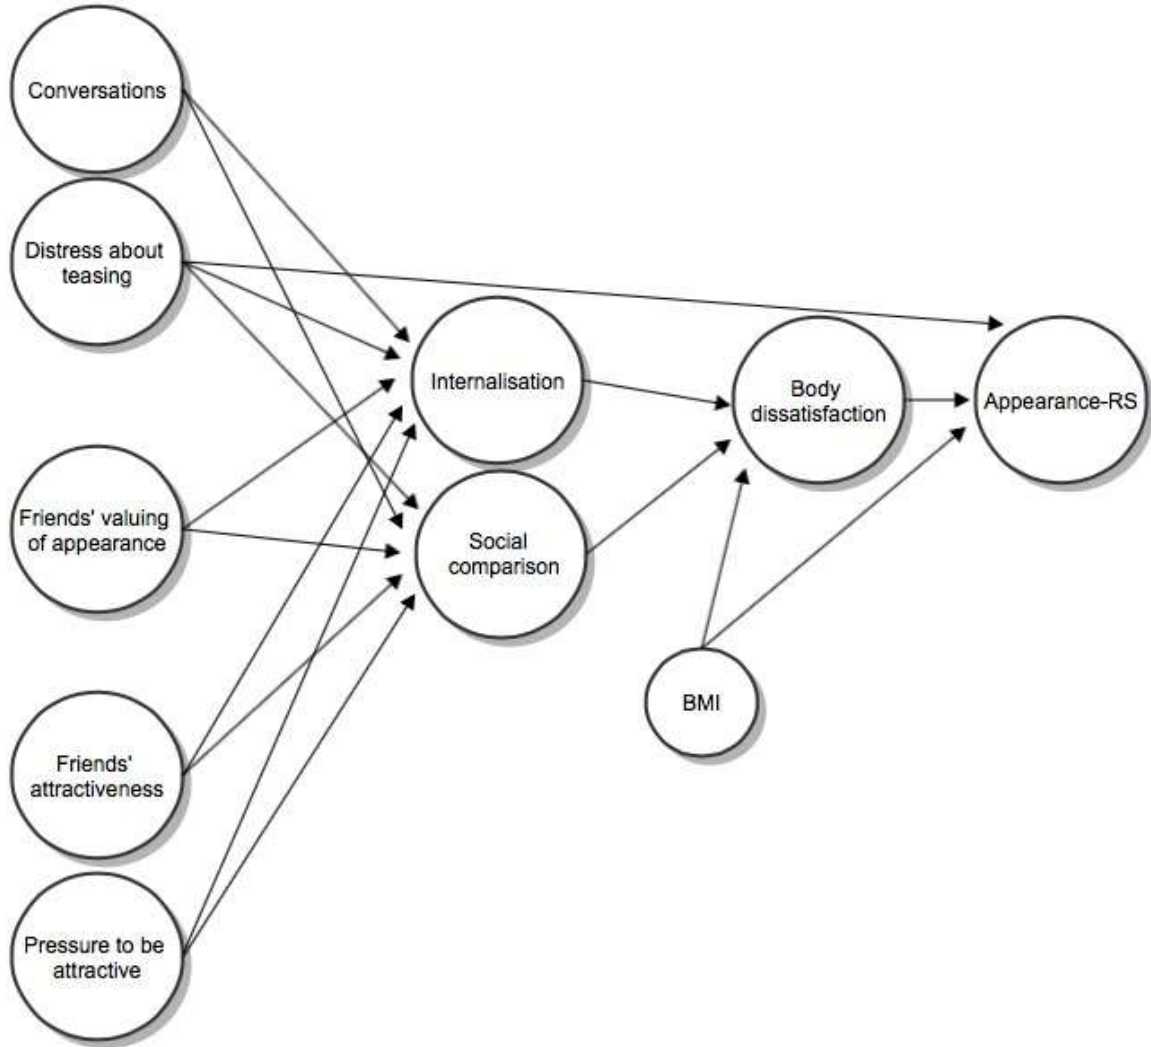 Conversations
Distress about
teasing
Friends' valuing
of appearance
Friends'
attractiveness
Pressure to be
attractive
Internalisation
Social
comparison
Body
dissatisfaction
BMI
Appearance-RS